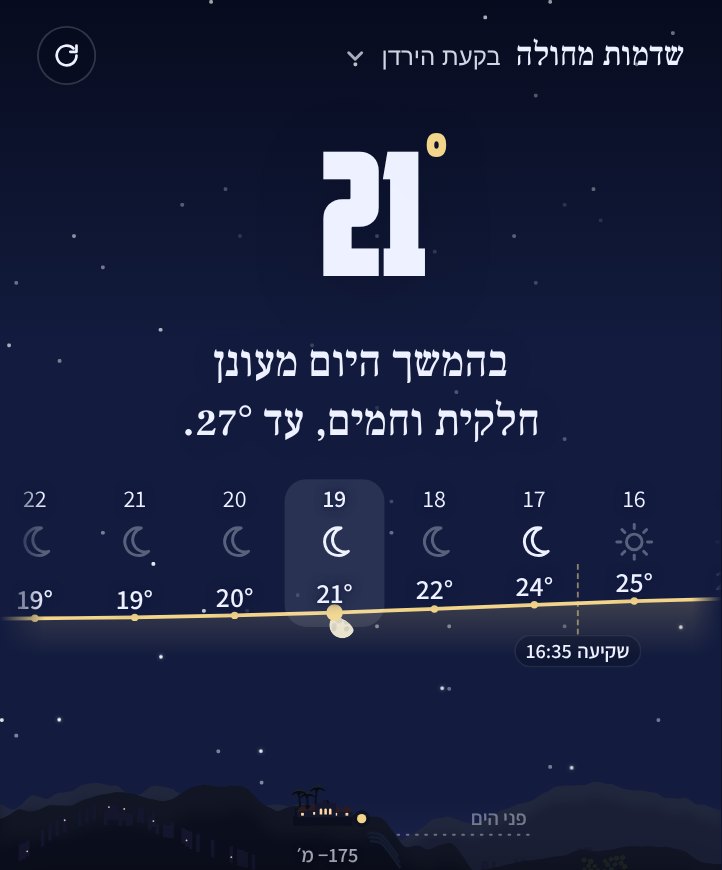 שדמות מחולה בקעת הירדן
21°
בהמשך היום מעונן
חלקית וחמים, עד 27°.
16 17 18 19 20 21 22
25° 24° 22° 21° 20° 19° 19°
שקיעה 16:35
פני הים
−175 מ׳